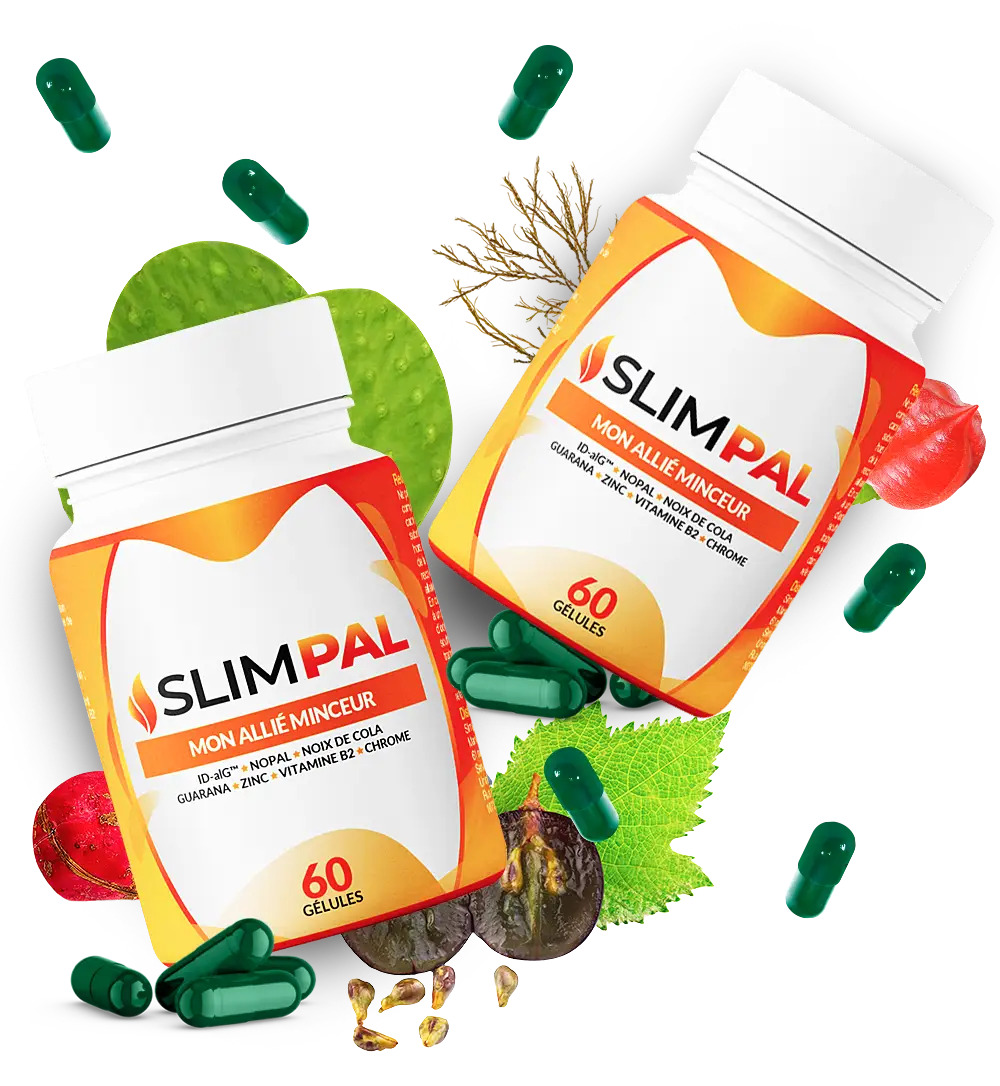 SLIMPAL
MON ALLIÉ MINCEUR
ID-alG™ ★ NOPAL ★ NOIX DE COLA
GUARANA ★ ZINC ★ VITAMINE B2 ★ CHROME
60
GÉLULES
SLIMPAL
MON ALLIÉ MINCEUR
ID-alG™ ★ NOPAL ★ NOIX DE COLA
GUARANA ★ ZINC ★ VITAMINE B2 ★ CHROME
60
GÉLULES